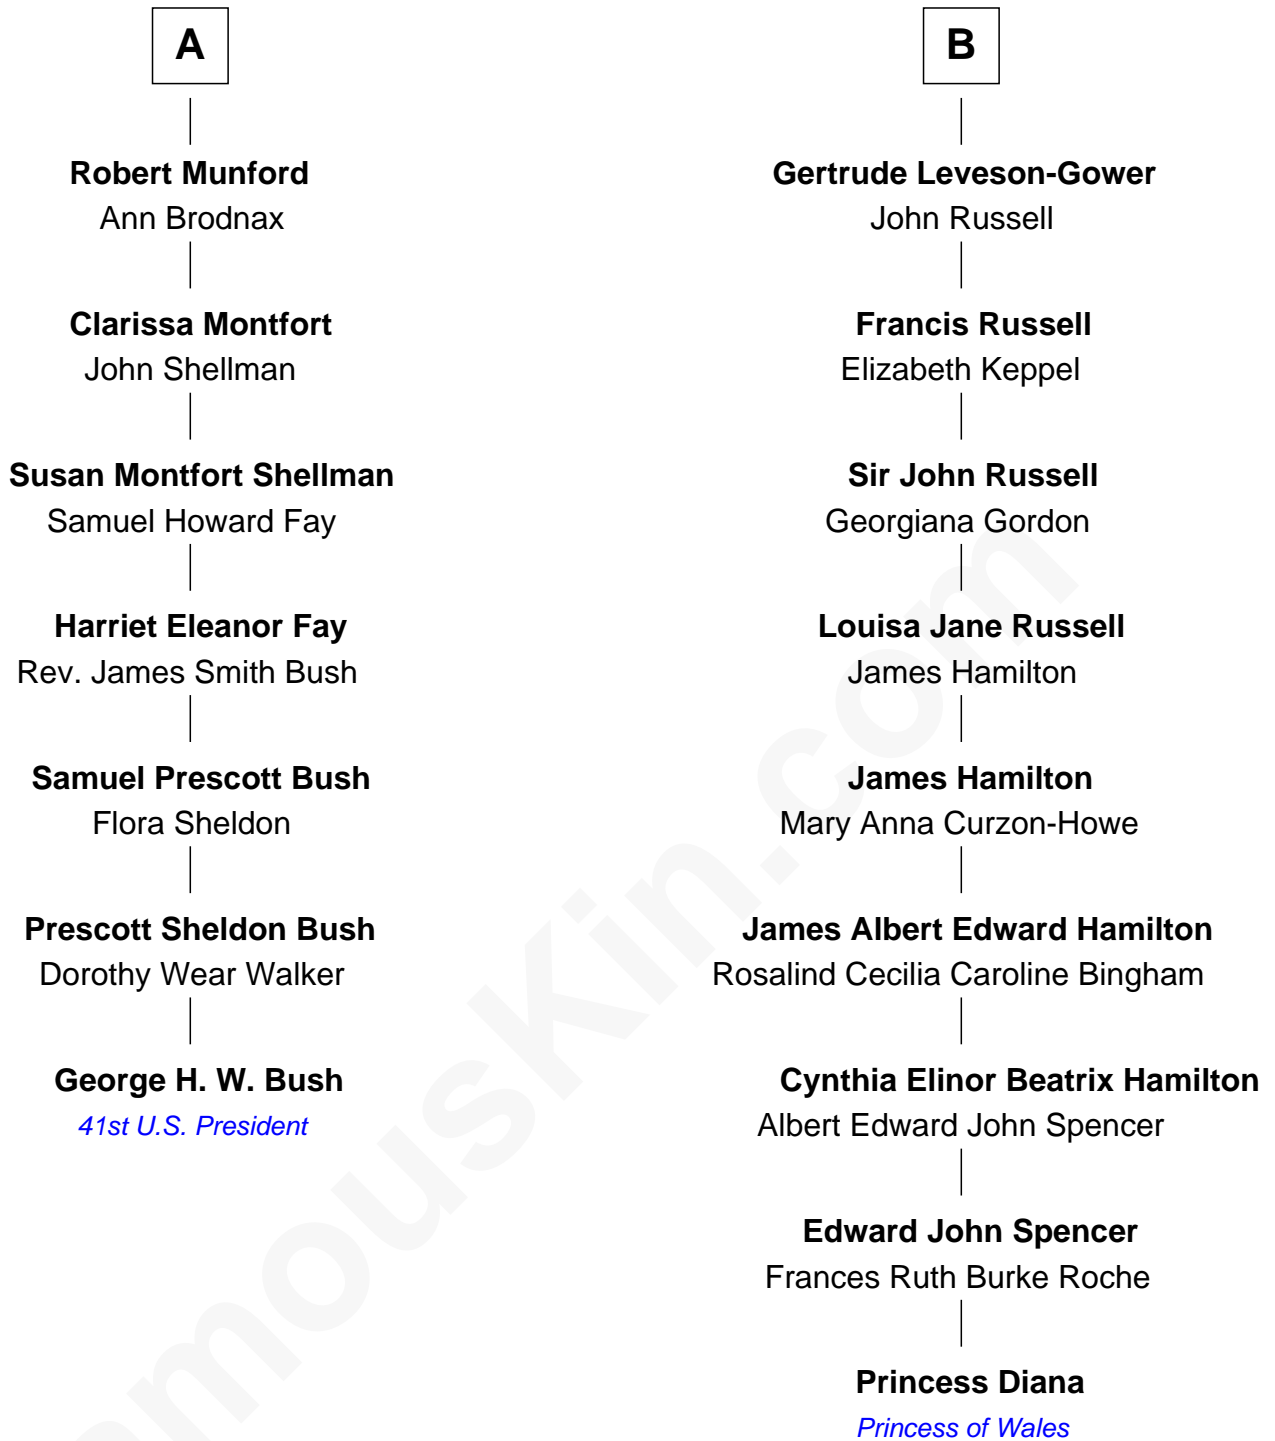 A
Robert Munford
Ann Brodnax
Clarissa Montfort
John Shellman
Susan Montfort Shellman
Samuel Howard Fay
Harriet Eleanor Fay
Rev. James Smith Bush
Samuel Prescott Bush
Flora Sheldon
Prescott Sheldon Bush
Dorothy Wear Walker
George H. W. Bush
41st U.S. President
B
Gertrude Leveson-Gower
John Russell
Francis Russell
Elizabeth Keppel
Sir John Russell
Georgiana Gordon
Louisa Jane Russell
James Hamilton
James Hamilton
Mary Anna Curzon-Howe
James Albert Edward Hamilton
Rosalind Cecilia Caroline Bingham
Cynthia Elinor Beatrix Hamilton
Albert Edward John Spencer
Edward John Spencer
Frances Ruth Burke Roche
Princess Diana
Princess of Wales
amouskin.com